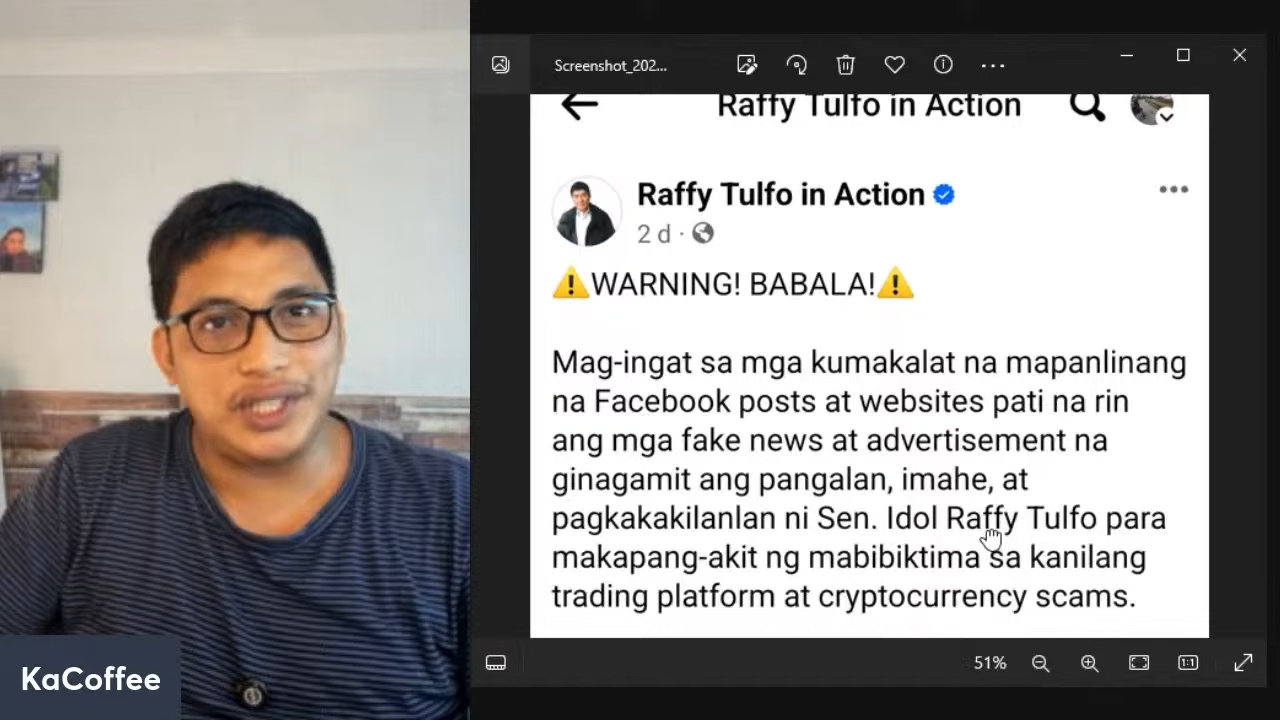 Screenshot_202...
Raffy Tulfo in Action
Raffy Tulfo in Action
2 d ·
⚠️WARNING! BABALA!⚠️
Mag-ingat sa mga kumakalat na mapanlinang
na Facebook posts at websites pati na rin
ang mga fake news at advertisement na
ginagamit ang pangalan, imahe, at
pagkakakilanlan ni Sen. Idol Raffy Tulfo para
makapang-akit ng mabibiktima sa kanilang
trading platform at cryptocurrency scams.
51%
1:1
KaCoffee